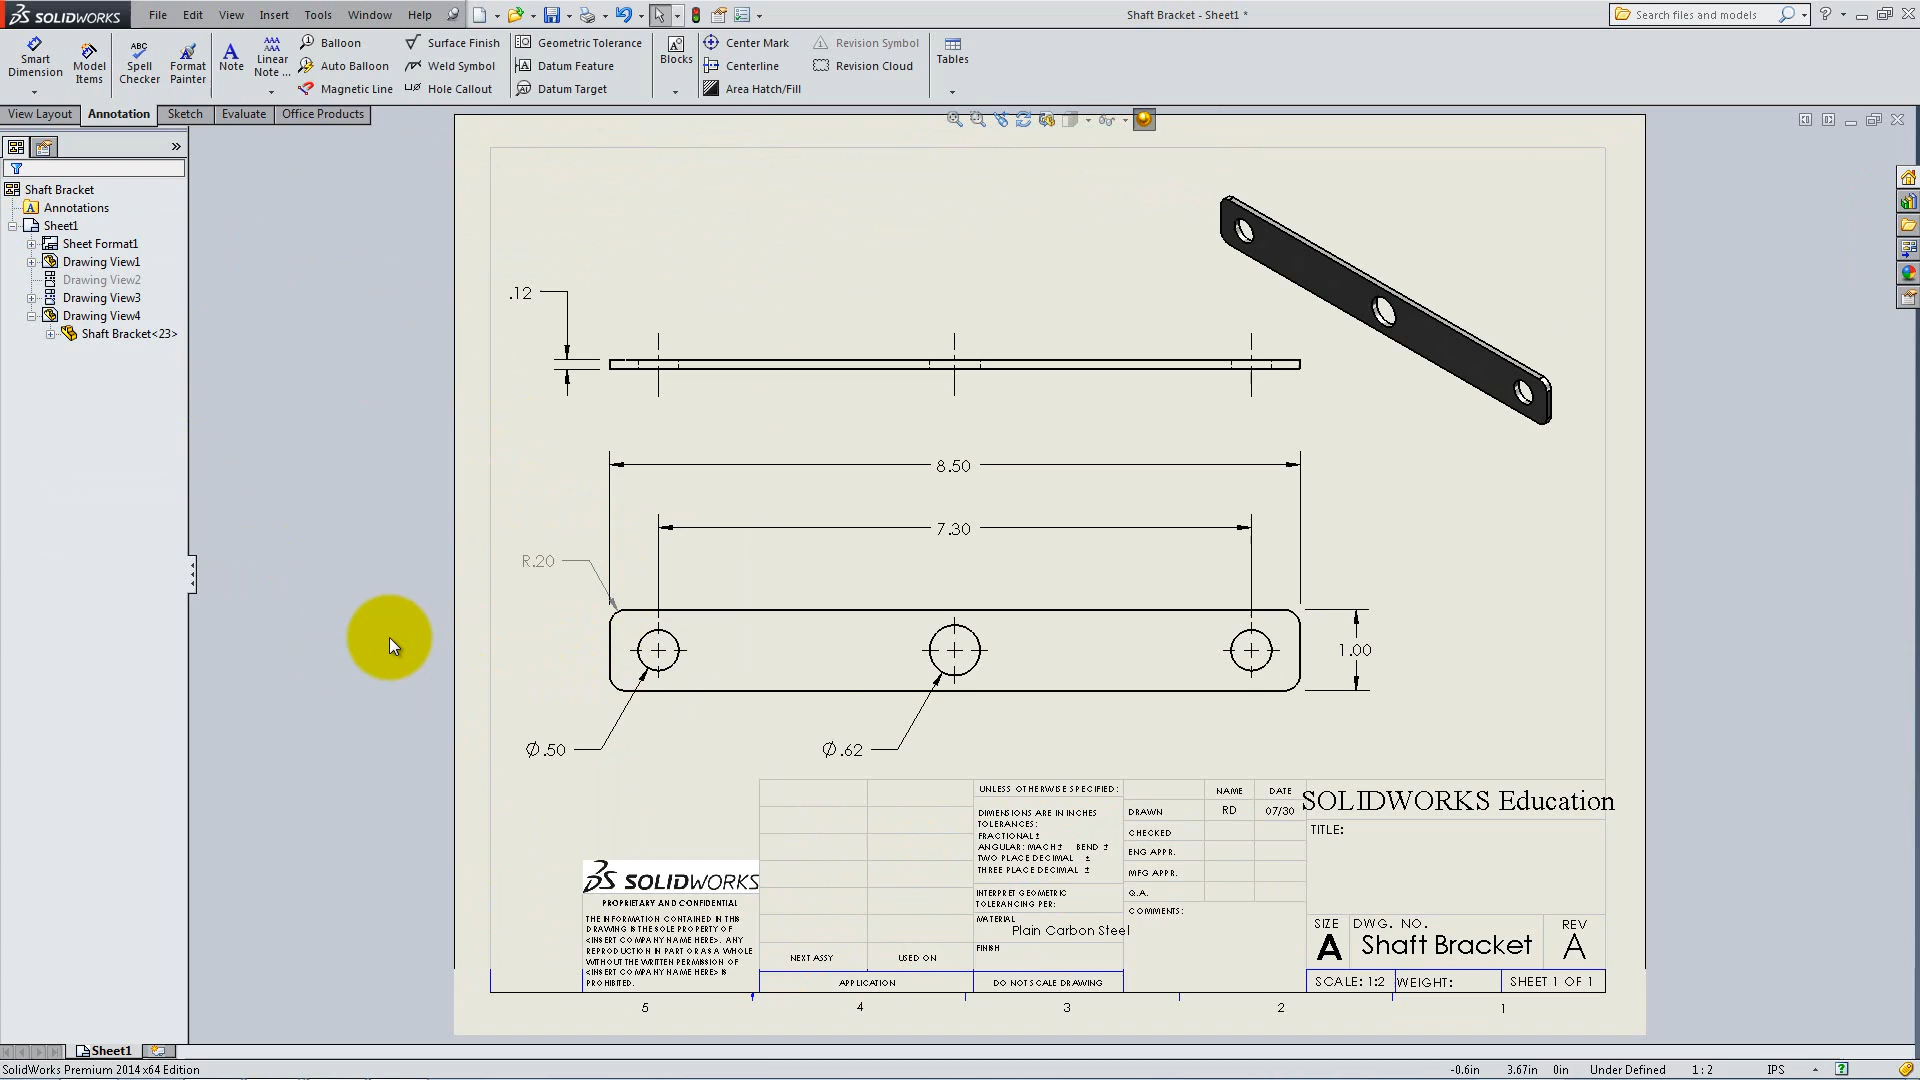 SOLIDWORKS File Edit View Insert Tools Window Help Shaft Bracket - Sheet1 * Search files and models
Smart Dimension
Model Items
ABC Spell Checker
Format Painter
Note
Linear Note ...
Balloon
Auto Balloon
Magnetic Line
Surface Finish
Weld Symbol
Hole Callout
Geometric Tolerance
Datum Feature
Datum Target
Blocks
Center Mark
Centerline
Area Hatch/Fill
Revision Symbol
Revision Cloud
Tables
View Layout Annotation Sketch Evaluate Office Products
Shaft Bracket
Annotations
Sheet1
Sheet Format1
Drawing View1
Drawing View2
Drawing View3
Drawing View4
Shaft Bracket<23>
.12
8.50
7.30
R.20
1.00
Ø.50
Ø.62
SOLIDWORKS
PROPRIETARY AND CONFIDENTIAL
THE INFORMATION CONTAINED IN THIS
DRAWING IS THE SOLE PROPERTY OF
<INSERT COMPANY NAME HERE>. ANY
REPRODUCTION IN PART OR AS A WHOLE
WITHOUT THE WRITTEN PERMISSION OF
<INSERT COMPANY NAME HERE> IS
PROHIBITED.
NEXT ASSY USED ON
APPLICATION
UNLESS OTHERWISE SPECIFIED:
DIMENSIONS ARE IN INCHES
TOLERANCES:
FRACTIONAL ±
ANGULAR: MACH ± BEND ±
TWO PLACE DECIMAL ±
THREE PLACE DECIMAL ±
INTERPRET GEOMETRIC
TOLERANCING PER:
MATERIAL
Plain Carbon Steel
FINISH
DO NOT SCALE DRAWING
NAME DATE
DRAWN RD 07/30
CHECKED
ENG APPR.
MFG APPR.
Q.A.
COMMENTS:
SOLIDWORKS Education
TITLE:
SIZE DWG. NO. REV
A Shaft Bracket A
SCALE: 1:2 WEIGHT: SHEET 1 OF 1
5 4 3 2 1
Sheet1
SolidWorks Premium 2014 x64 Edition -0.6in 3.67in 0in Under Defined 1 : 2 IPS